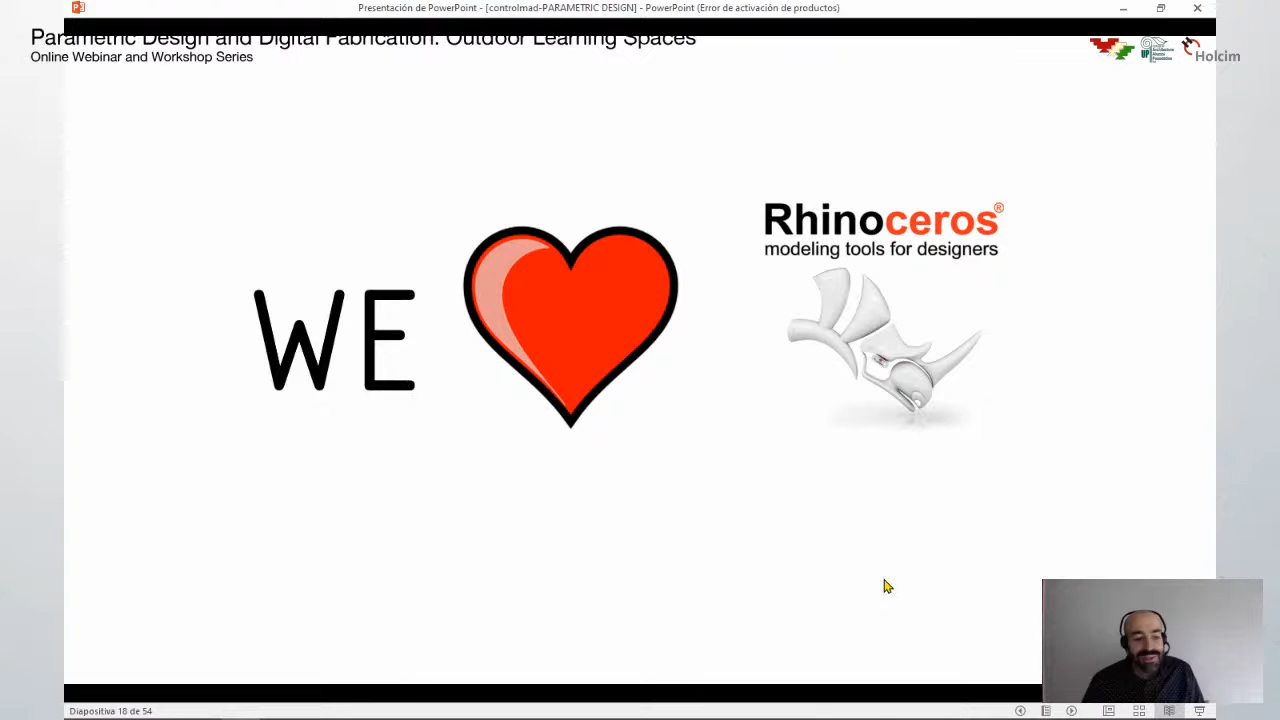 Presentación de PowerPoint - [controlmad-PARAMETRIC DESIGN] - PowerPoint (Error de activación de productos)
Parametric Design and Digital Fabrication: Outdoor Learning Spaces
Online Webinar and Workshop Series
UP
Holcim
Rhinoceros®
modeling tools for designers
WE
Diapositiva 18 de 54